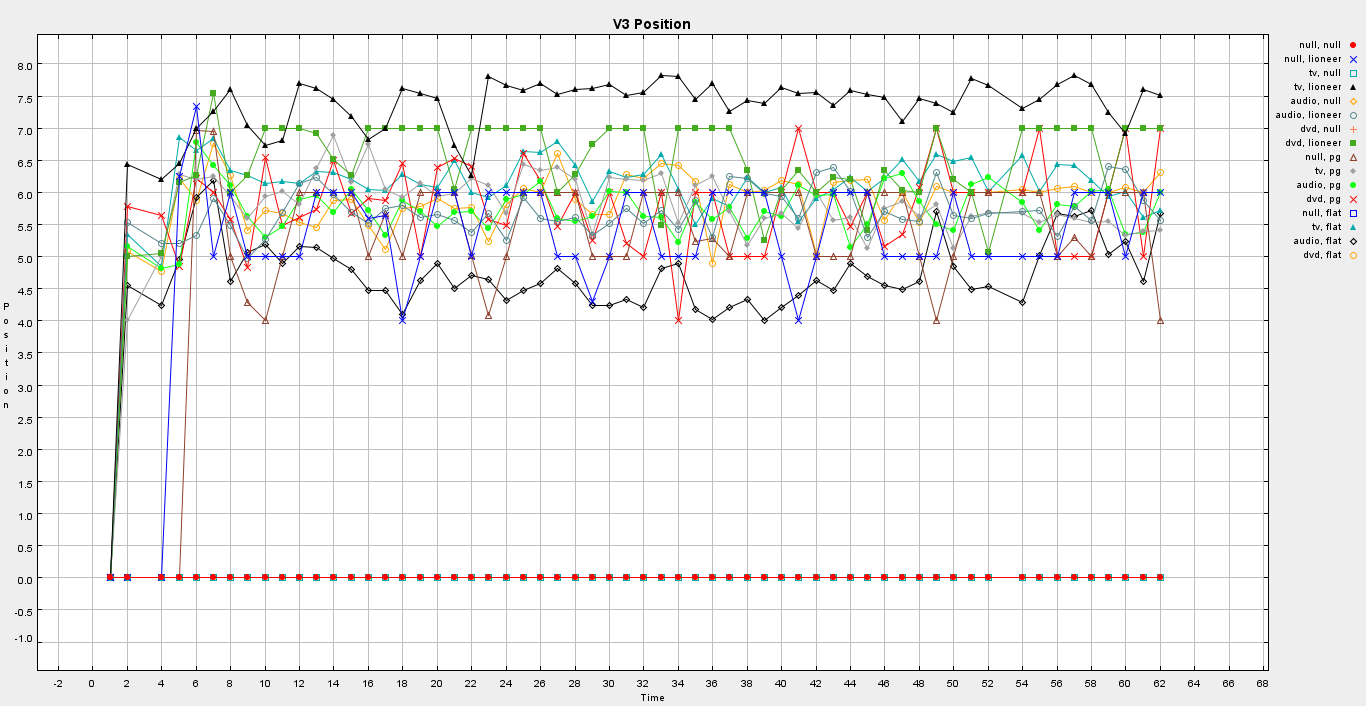 V3 Position
null, null
null, lioneer
tv, null
tv, lioneer
audio, null
audio, lioneer
dvd, null
dvd, lioneer
null, pg
tv, pg
audio, pg
dvd, pg
null, flat
tv, flat
audio, flat
dvd, flat
8.0
7.5
7.0
6.5
6.0
5.5
5.0
4.5
4.0
3.5
3.0
2.5
2.0
1.5
1.0
0.5
0.0
-0.5
-1.0
Position
-2 0 2 4 6 8 10 12 14 16 18 20 22 24 26 28 30 32 34 36 38 40 42 44 46 48 50 52 54 56 58 60 62 64 66 68
Time